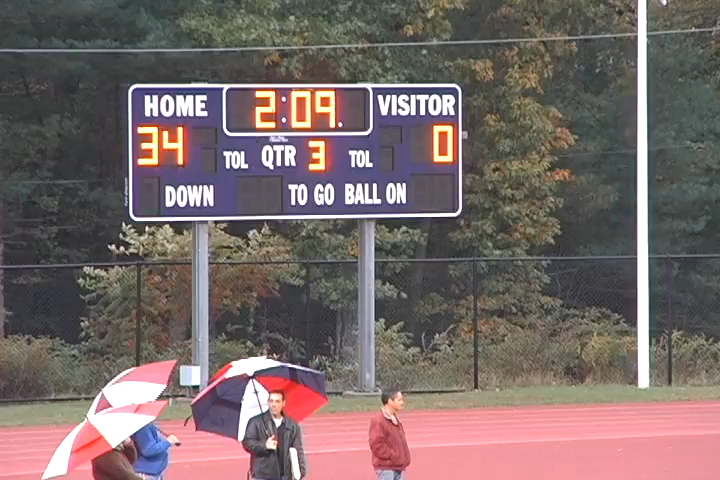 HOME 2:09 VISITOR
34 TOL QTR 3 TOL 0
DOWN TO GO BALL ON